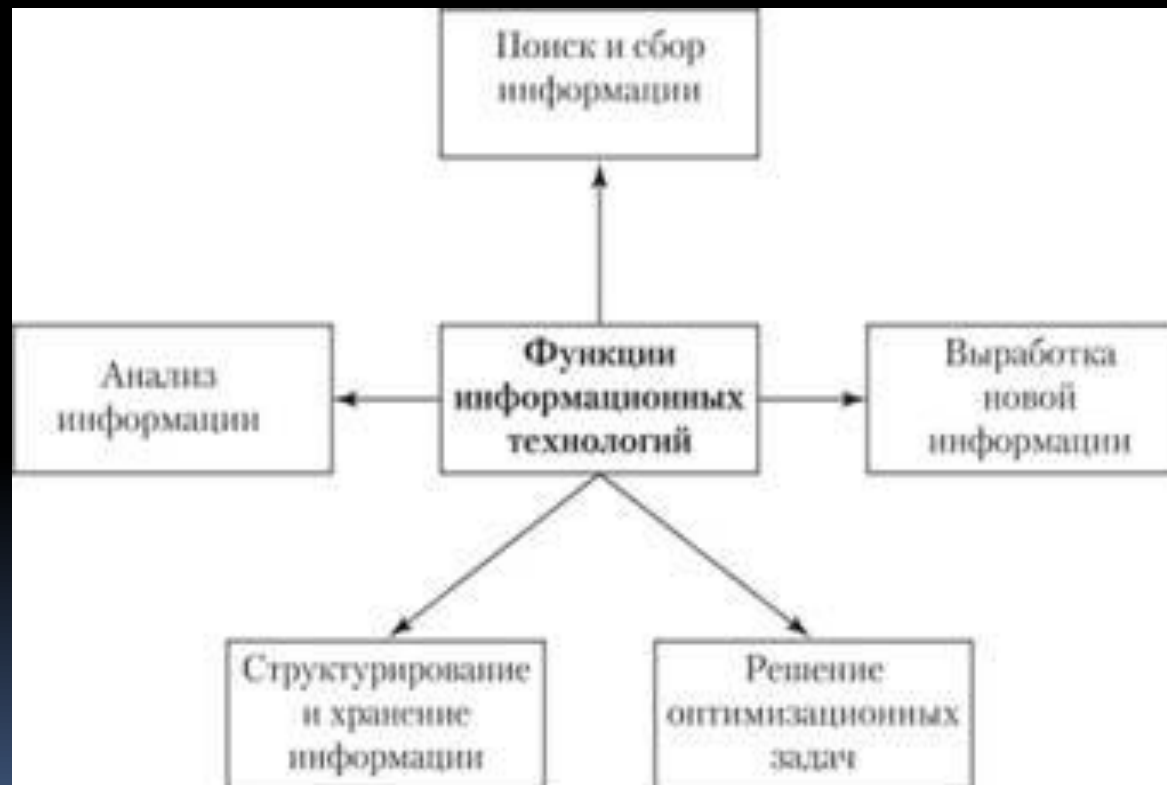 Поиск и сбор
информации
Анализ
информации
Функции
информационных
технологий
Выработка
новой
информации
Структурирование
и хранение
информации
Решение
оптимизационных
задач